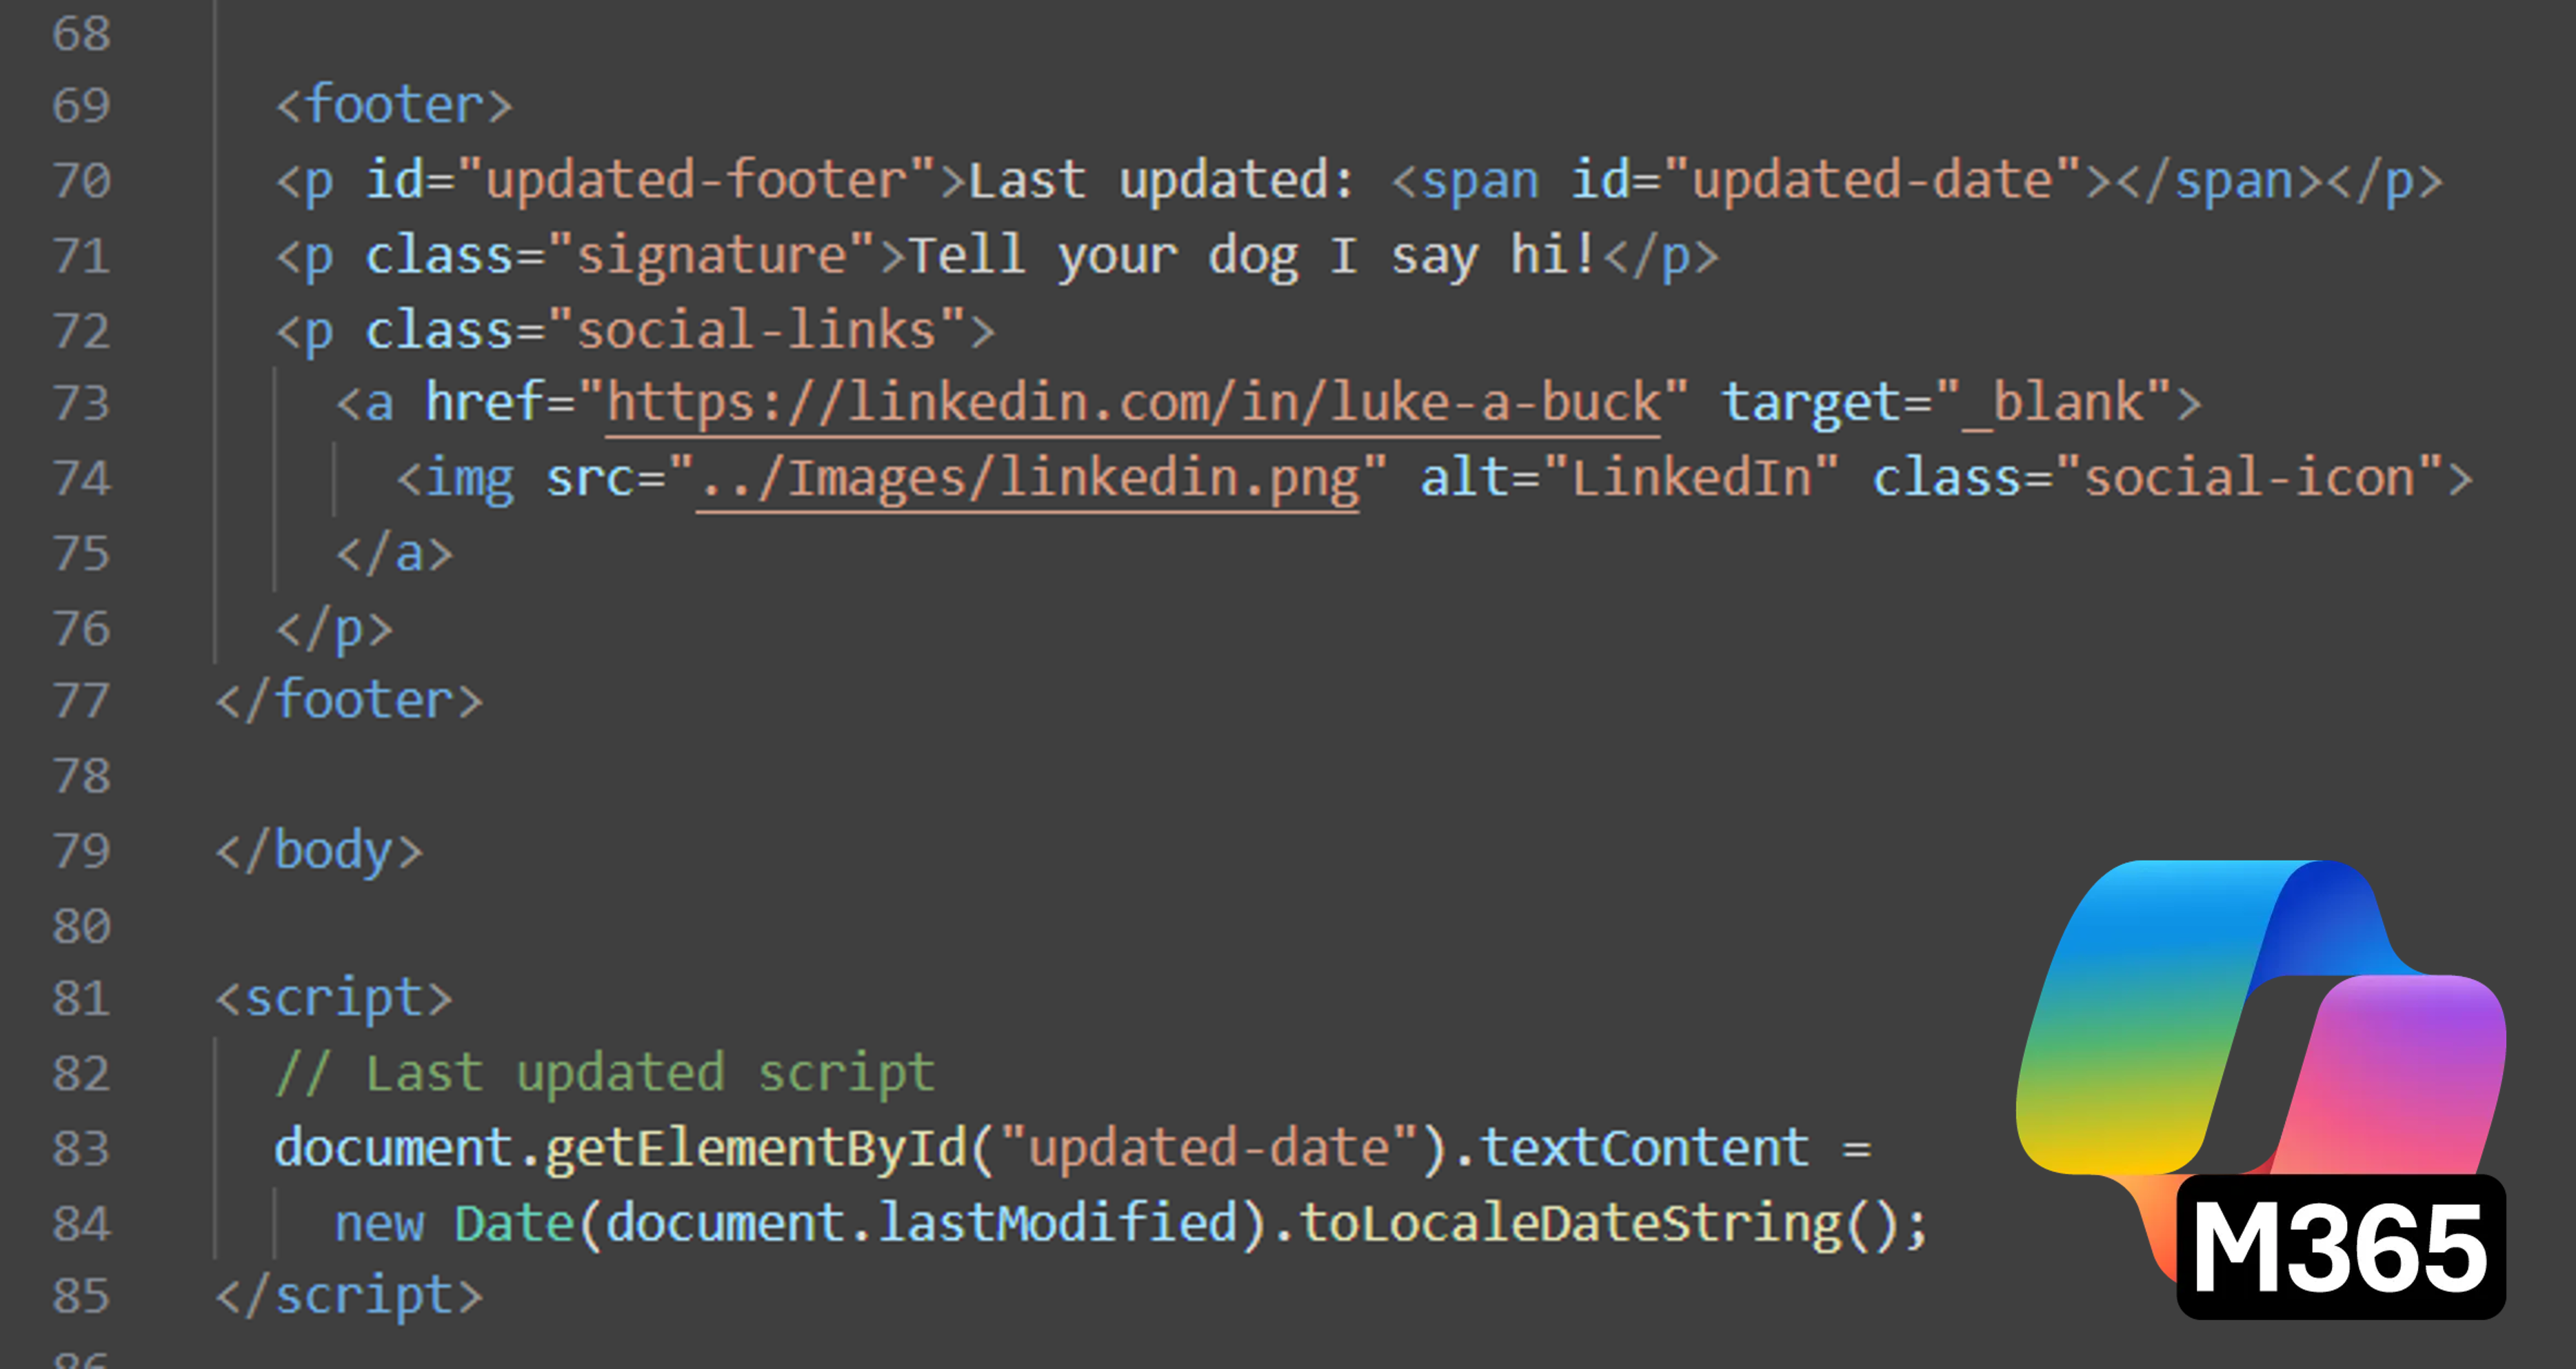 68
69 <footer>
70 <p id="updated-footer">Last updated: <span id="updated-date"></span></p>
71 <p class="signature">Tell your dog I say hi!</p>
72 <p class="social-links">
73 <a href="https://linkedin.com/in/luke-a-buck" target="_blank">
74 <img src="../Images/linkedin.png" alt="LinkedIn" class="social-icon">
75 </a>
76 </p>
77 </footer>
78
79 </body>
80
81 <script>
82 // Last updated script
83 document.getElementById("updated-date").textContent =
84 new Date(document.lastModified).toLocaleDateString();
85 </script>
86
M365